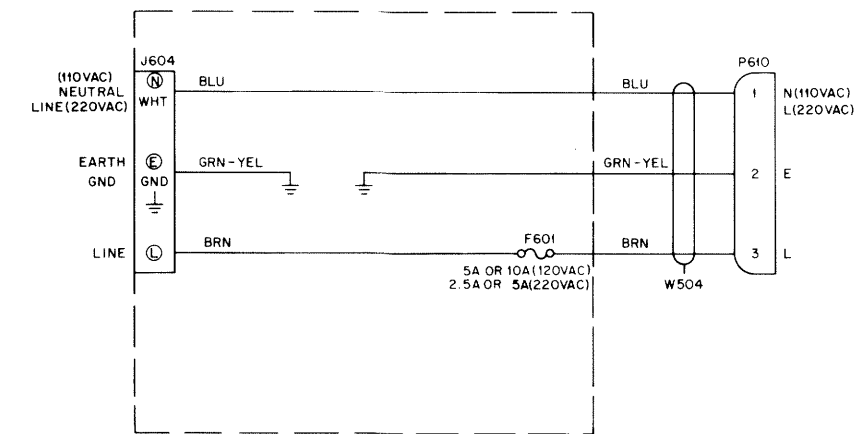 J604
P610
(110VAC)
NEUTRAL
LINE(220VAC)
N
WHT
BLU
BLU
1
N(110VAC)
L(220VAC)
EARTH
GND
E
GND
GRN-YEL
GRN-YEL
2
E
LINE
L
BRN
F601
BRN
3
L
5A OR 10A(120VAC)
2.5A OR 5A(220VAC)
W504